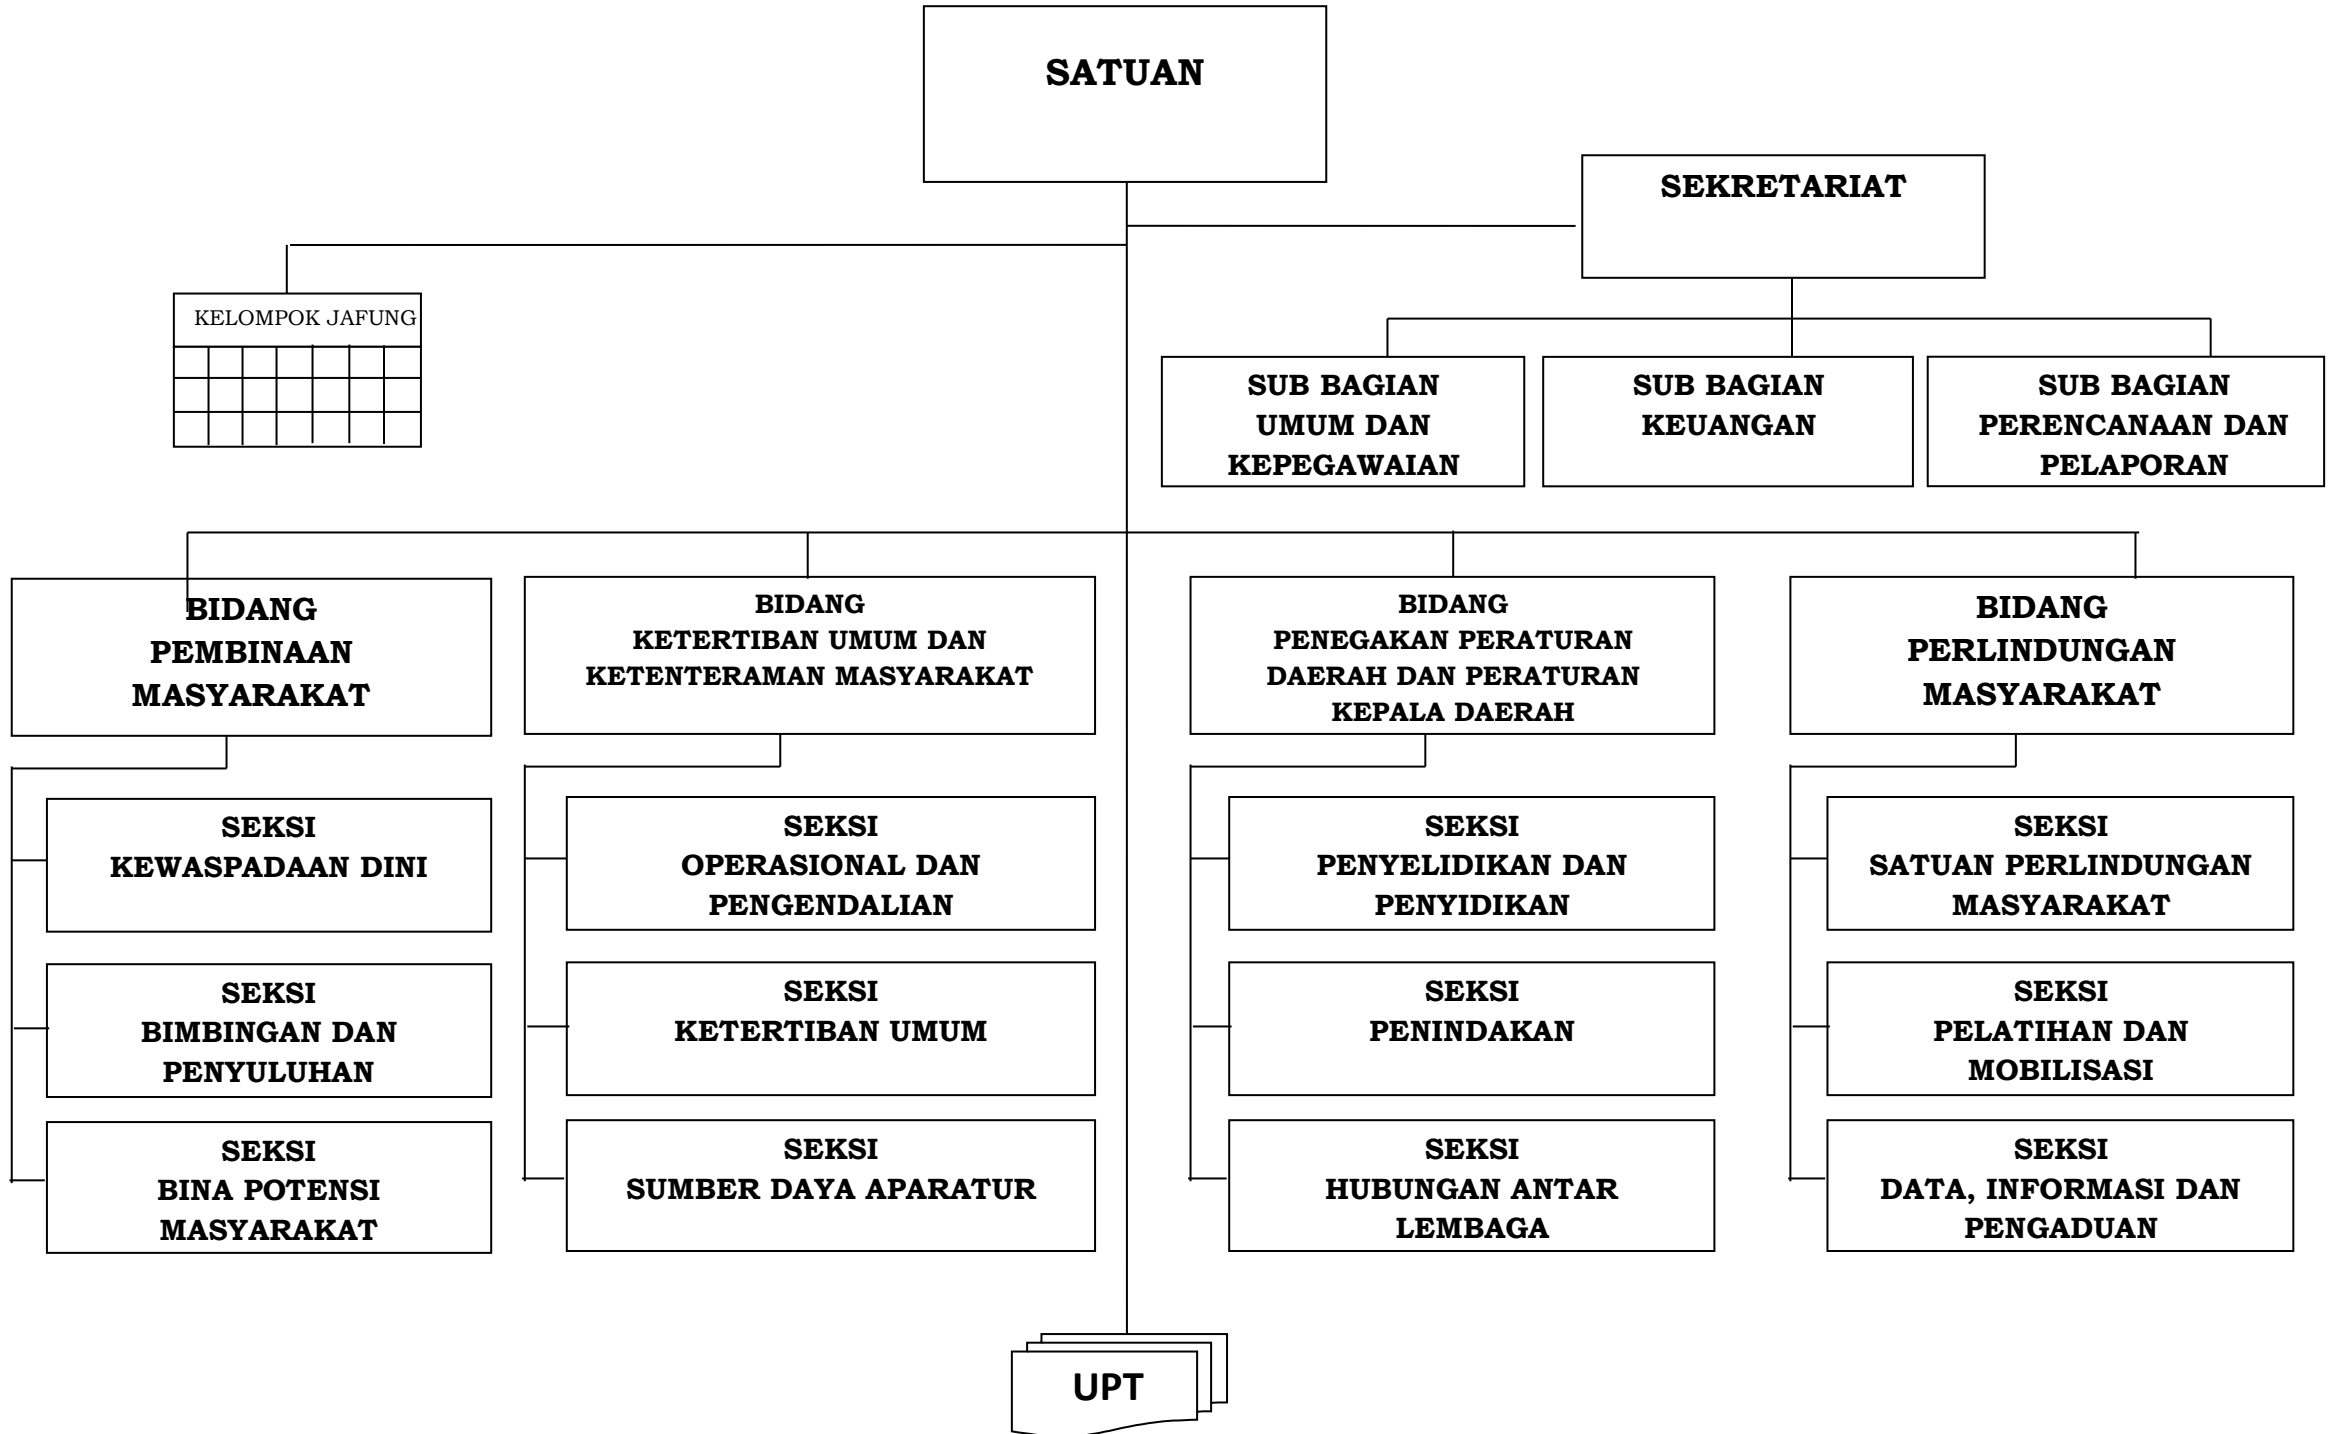 SATUAN
SEKRETARIAT
KELOMPOK JAFUNG
SUB BAGIAN
UMUM DAN
KEPEGAWAIAN
SUB BAGIAN
KEUANGAN
SUB BAGIAN
PERENCANAAN DAN
PELAPORAN
BIDANG
PEMBINAAN
MASYARAKAT
BIDANG
KETERTIBAN UMUM DAN
KETENTERAMAN MASYARAKAT
BIDANG
PENEGAKAN PERATURAN
DAERAH DAN PERATURAN
KEPALA DAERAH
BIDANG
PERLINDUNGAN
MASYARAKAT
SEKSI
KEWASPADAAN DINI
SEKSI
OPERASIONAL DAN
PENGENDALIAN
SEKSI
PENYELIDIKAN DAN
PENYIDIKAN
SEKSI
SATUAN PERLINDUNGAN
MASYARAKAT
SEKSI
BIMBINGAN DAN
PENYULUHAN
SEKSI
KETERTIBAN UMUM
SEKSI
PENINDAKAN
SEKSI
PELATIHAN DAN
MOBILISASI
SEKSI
BINA POTENSI
MASYARAKAT
SEKSI
SUMBER DAYA APARATUR
SEKSI
HUBUNGAN ANTAR
LEMBAGA
SEKSI
DATA, INFORMASI DAN
PENGADUAN
UPT